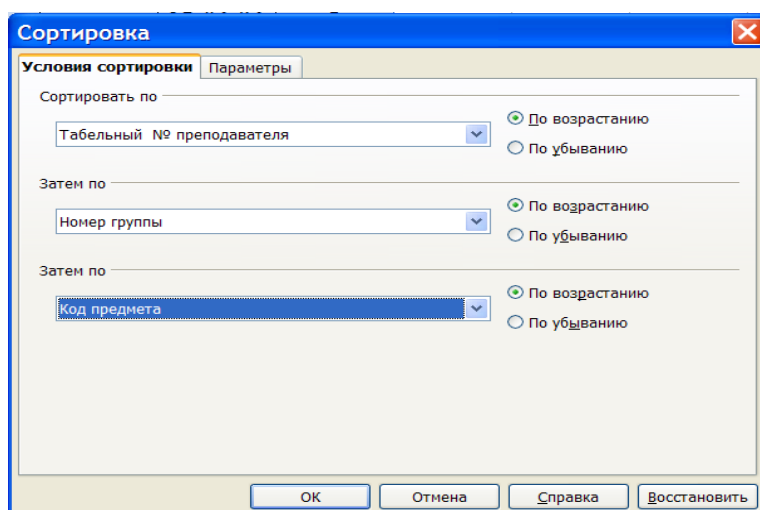 Сортировка
Условия сортировки Параметры
Сортировать по
Табельный № преподавателя
По возрастанию
По убыванию
Затем по
Номер группы
По возрастанию
По убыванию
Затем по
Код предмета
По возрастанию
По убыванию
ОК Отмена Справка Восстановить